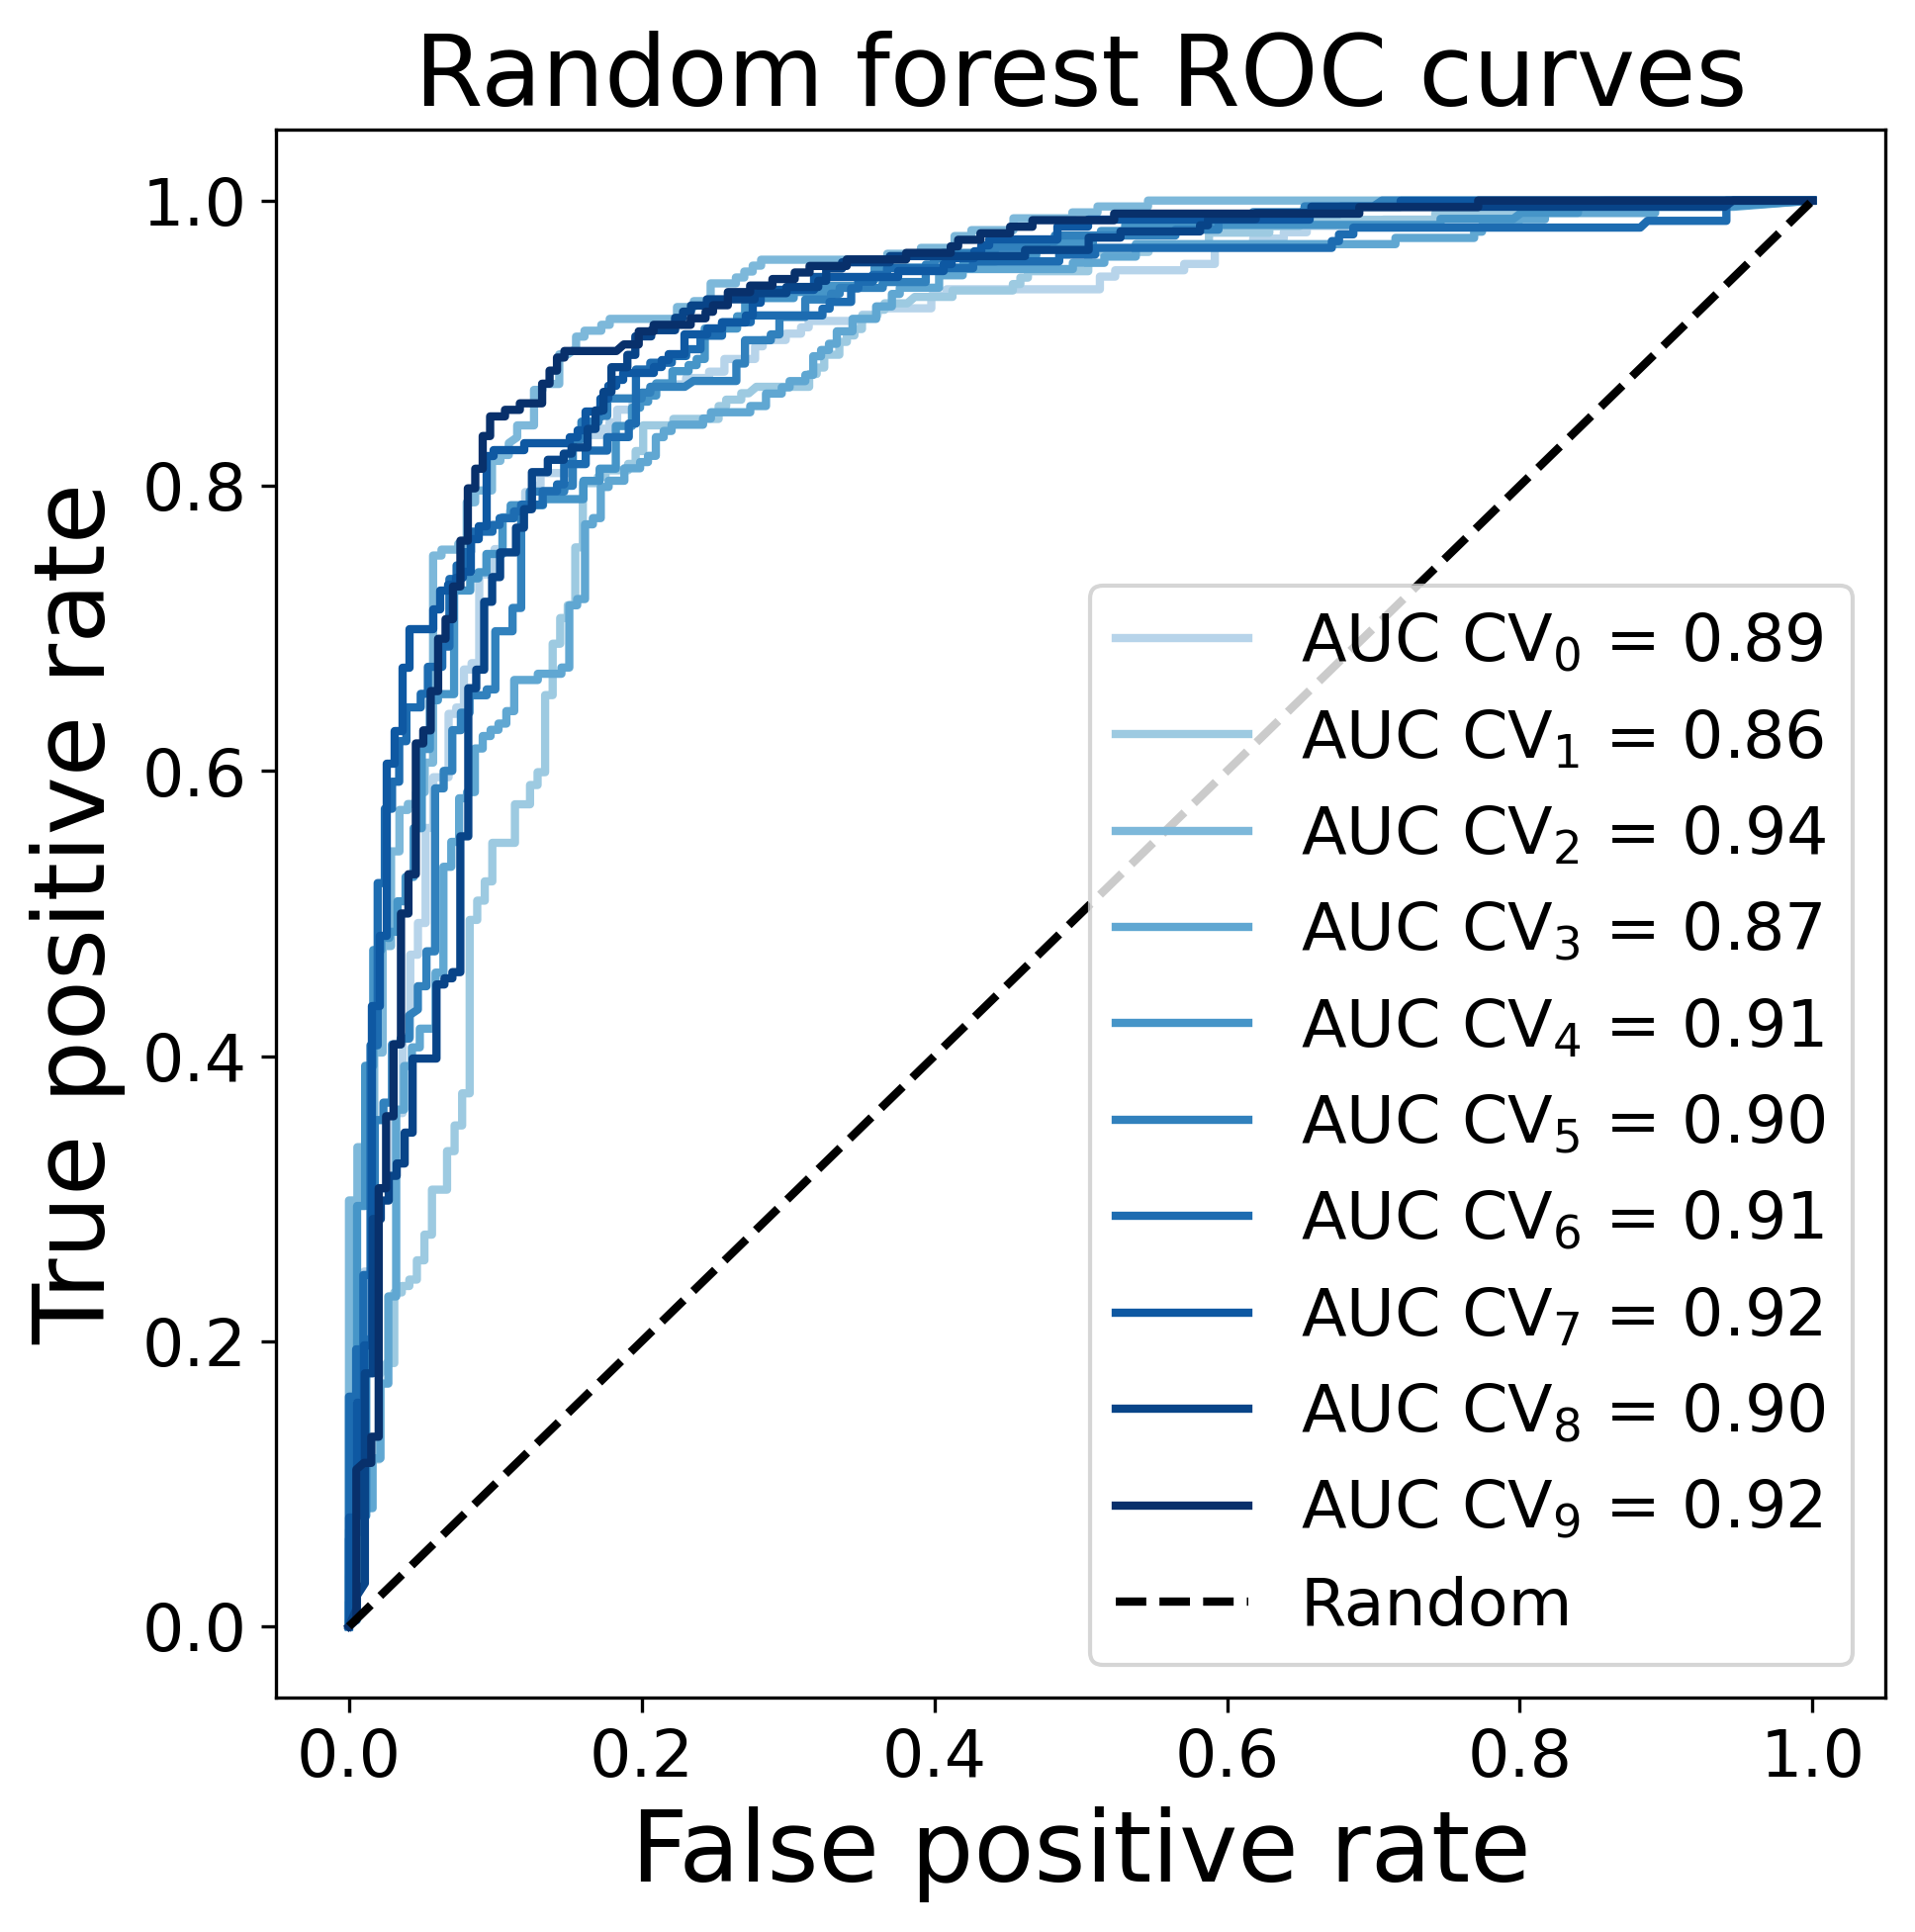 Random forest ROC curves
True positive rate
1.0
0.8
0.6
0.4
0.2
0.0
AUC CV₀ = 0.89
AUC CV₁ = 0.86
AUC CV₂ = 0.94
AUC CV₃ = 0.87
AUC CV₄ = 0.91
AUC CV₅ = 0.90
AUC CV₆ = 0.91
AUC CV₇ = 0.92
AUC CV₈ = 0.90
AUC CV₉ = 0.92
Random
0.0 0.2 0.4 0.6 0.8 1.0
False positive rate